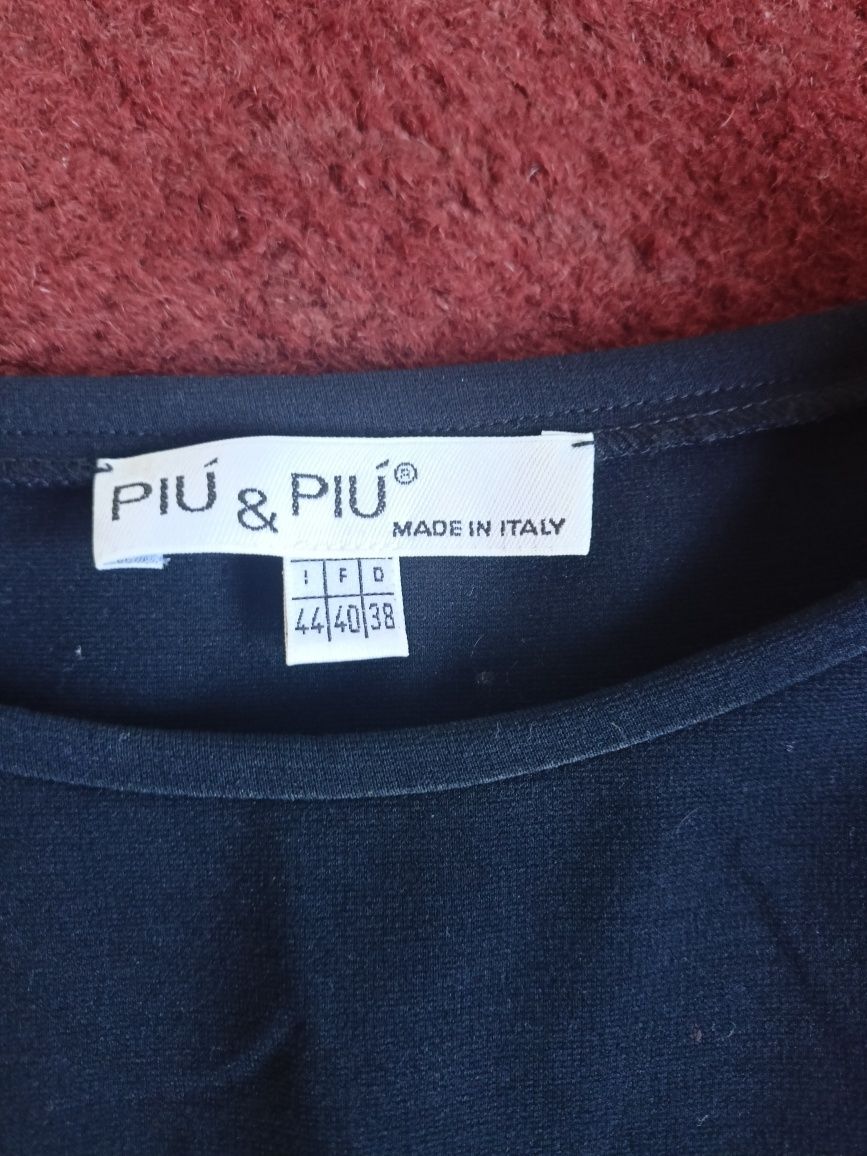 PIÚ & PIÚ®
MADE IN ITALY
I F D
44 40 38